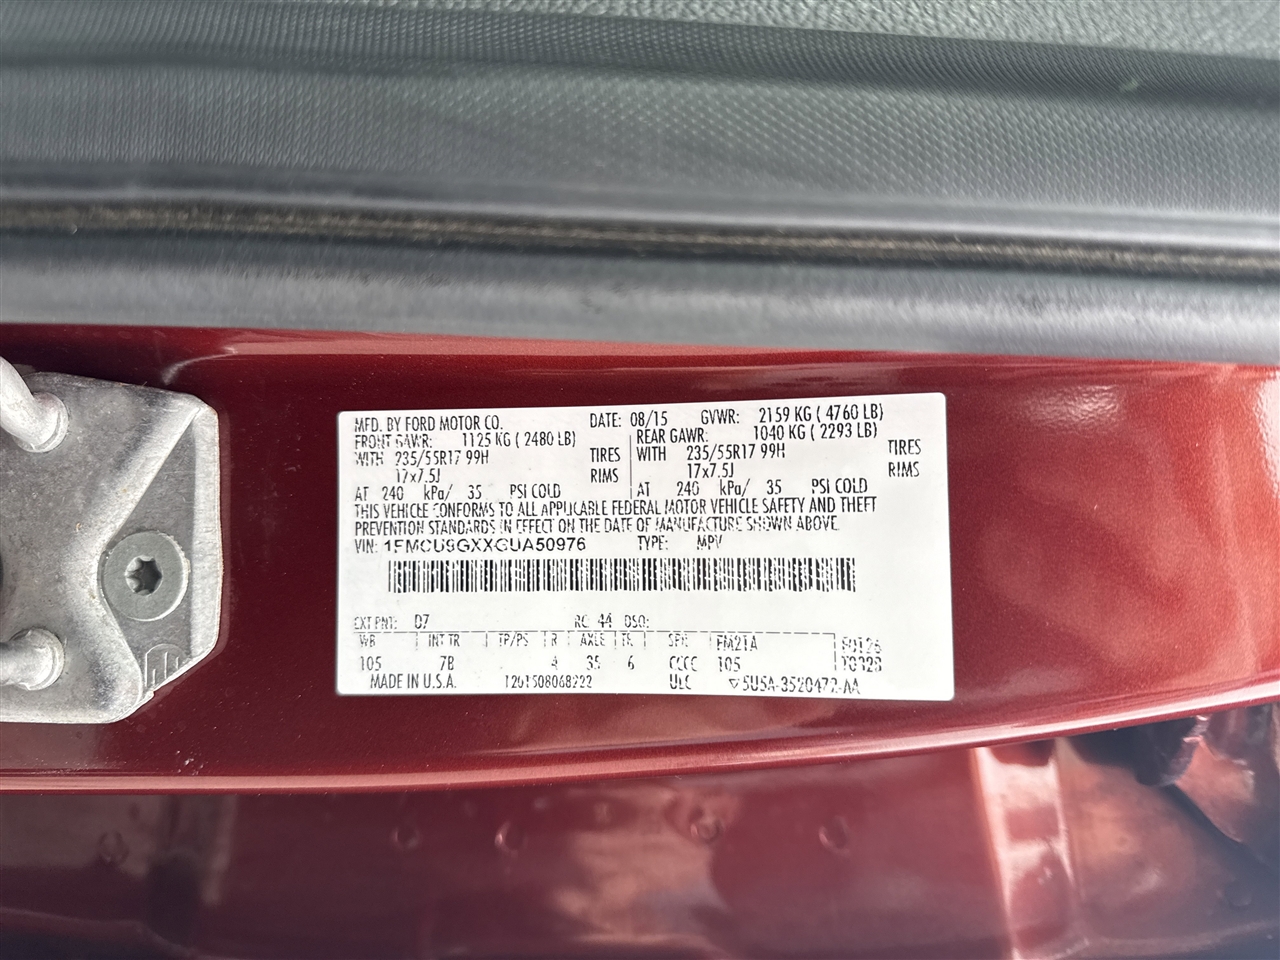 MFD. BY FORD MOTOR CO. DATE: 08/15 GVWR: 2159 KG ( 4760 LB)
FRONT GAWR: 1125 KG ( 2480 LB) REAR GAWR: 1040 KG ( 2293 LB)
WITH 235/55R17 99H TIRES WITH 235/55R17 99H TIRES
17x7.5J RIMS 17x7.5J RIMS
AT 240 kPa/ 35 PSI COLD AT 240 kPa/ 35 PSI COLD
THIS VEHICLE CONFORMS TO ALL APPLICABLE FEDERAL MOTOR VEHICLE SAFETY AND THEFT
PREVENTION STANDARDS IN EFFECT ON THE DATE OF MANUFACTURE SHOWN ABOVE.
VIN: 1FMCU9GXXGUA50976 TYPE: MPV
EXT PNT: D7 RC: 44 DSO:
WB INT TR TP/PS R AXLE TR SPR FM21A
105 7B 4 35 6 CCCC 105
MADE IN U.S.A. ULC